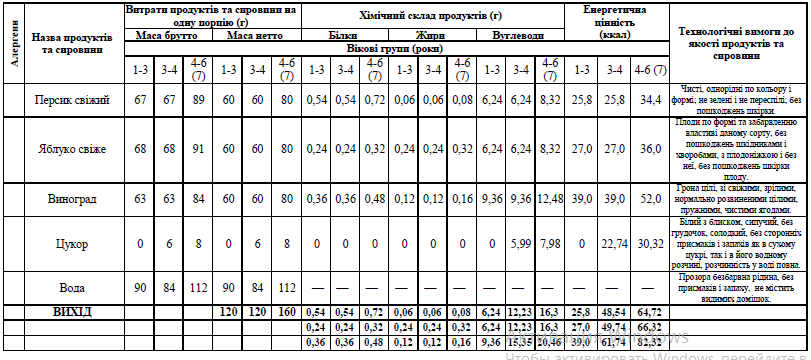 Алергени
Назва продуктів та сировини
Витрати продуктів та сировини на одну порцію (г)
Хімічний склад продуктів (г)
Енергетична цінність (ккал)
Технологічні вимоги до якості продуктів та сировини
Маса брутто Маса нетто Білки Жири Вуглеводи
Вікові групи (роки)
1-3 3-4 4-6 (7) 1-3 3-4 4-6 (7) 1-3 3-4 4-6 (7) 1-3 3-4 4-6 (7) 1-3 3-4 4-6 (7) 1-3 3-4 4-6 (7)
Персик свіжий 67 67 89 60 60 80 0,54 0,54 0,72 0,06 0,06 0,08 6,24 6,24 8,32 25,8 25,8 34,4
Чисті, однорідні по кольору і
формі; не зелені і не переспілі; без
пошкоджень шкірки.
Яблуко свіже 68 68 91 60 60 80 0,24 0,24 0,32 0,24 0,24 0,32 6,24 6,24 8,32 27,0 27,0 36,0
Плоди по формі та забарвленню
властиві даному сорту, без
пошкоджень шкідниками і
хворобами, з плодоніжкою і без
неї, без пошкоджень шкірки
плоду.
Виноград 63 63 84 60 60 80 0,36 0,36 0,48 0,12 0,12 0,16 9,36 9,36 12,48 39,0 39,0 52,0
Грона цілі, зі свіжими, зрілими,
нормально розвиненими цілими,
пружними, чистими ягодами.
Цукор 0 6 8 0 6 8 0 0 0 0 0 0 0 5,99 7,98 0 22,74 30,32
Білий з блиском, сипучий, без
грудочок, солодкий, без сторонніх
присмаків і запахів як в сухому
цукрі, так і в його водному
розчині, розчинність у воді повна.
Вода 90 84 112 90 84 112 — — — — — — — — — — — —
Прозора безбарвна рідина, без
присмаків і запаху, не містить
видимих домішок.
ВИХІД 120 120 160 0,54 0,54 0,72 0,06 0,06 0,08 6,24 12,23 16,3 25,8 48,54 64,72
0,24 0,24 0,32 0,24 0,24 0,32 6,24 12,23 16,3 27,0 49,74 66,32
0,36 0,36 0,48 0,12 0,12 0,16 9,36 15,35 20,46 39,0 61,74 82,32
Windows
Чтобы активировать Windows, перейдите в